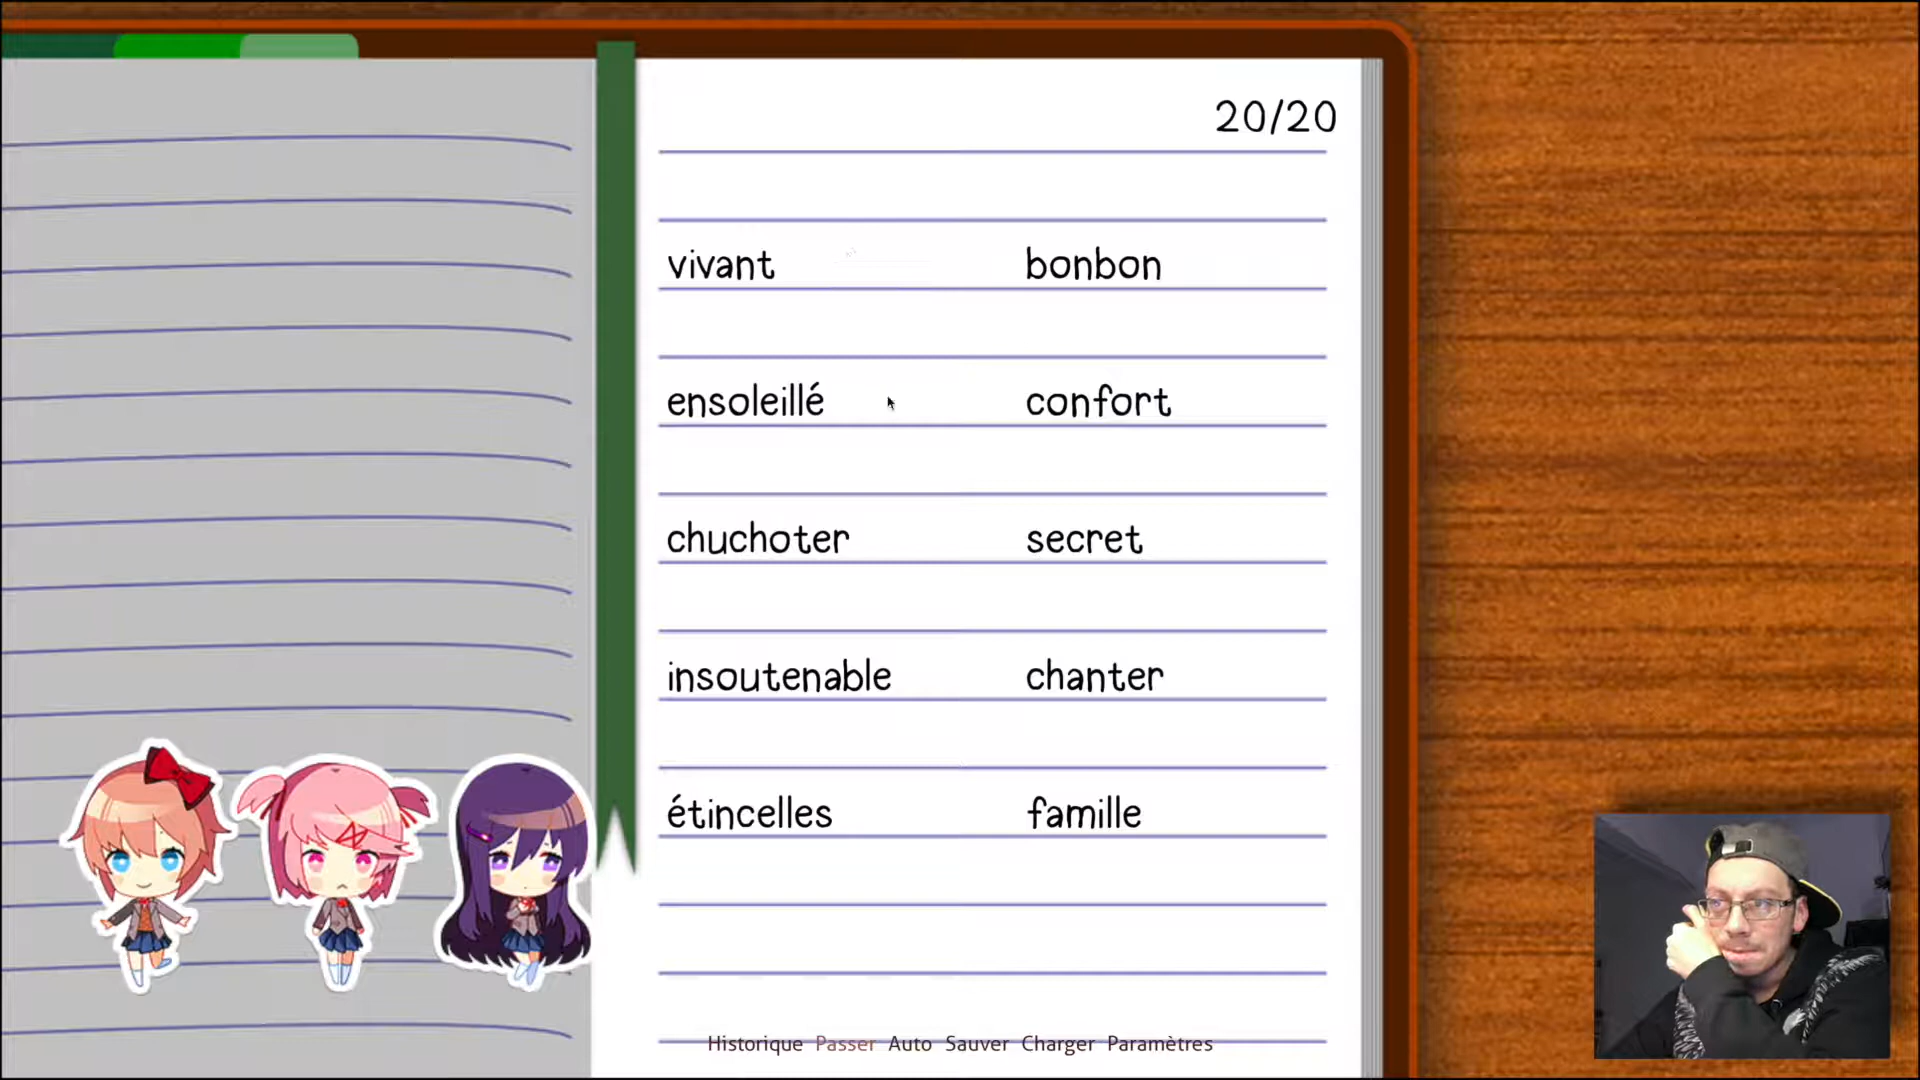 20/20
vivant bonbon
ensoleillé confort
chuchoter secret
insoutenable chanter
étincelles famille
Historique Passer Auto Sauver Charger Paramètres